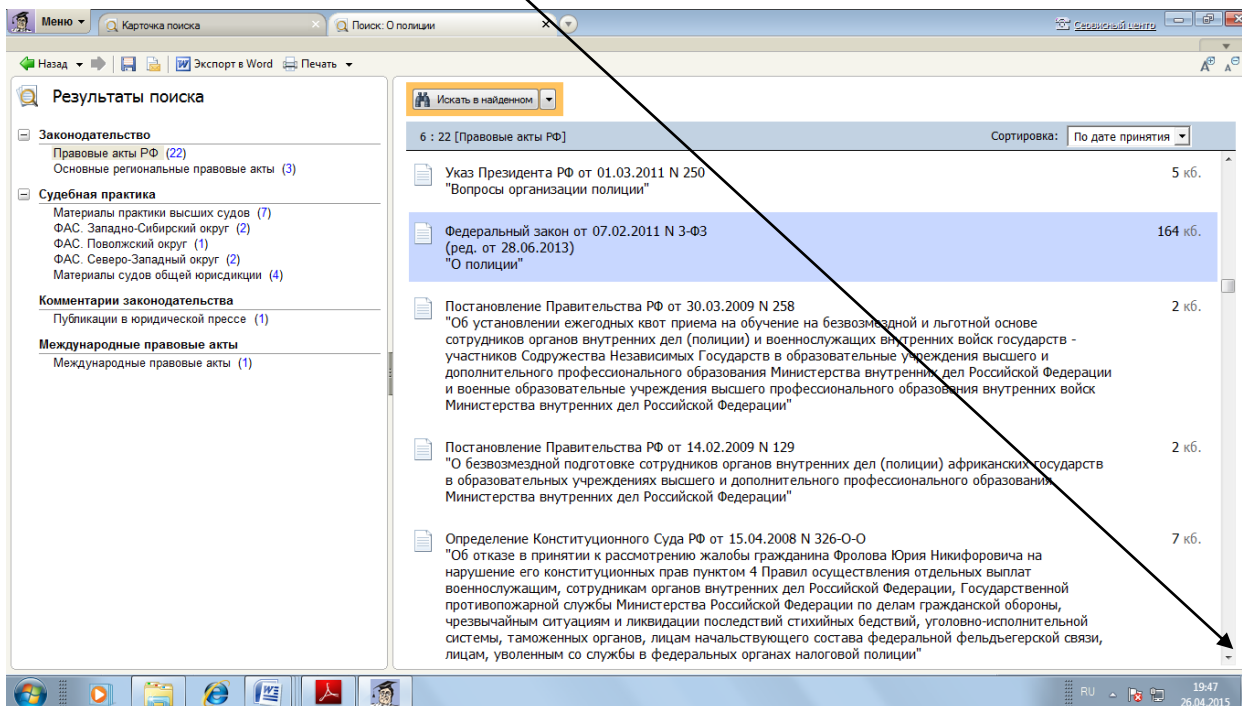 Меню
Карточка поиска
Поиск: О полиции
Сервисный центр
Назад
Экспорт в Word
Печать
Результаты поиска
Законодательство
Правовые акты РФ (22)
Основные региональные правовые акты (3)
Судебная практика
Материалы практики высших судов (7)
ФАС. Западно-Сибирский округ (2)
ФАС. Поволжский округ (1)
ФАС. Северо-Западный округ (2)
Материалы судов общей юрисдикции (4)
Комментарии законодательства
Публикации в юридической прессе (1)
Международные правовые акты
Международные правовые акты (1)
Искать в найденном
6 : 22 [Правовые акты РФ]
Сортировка: По дате принятия
Указ Президента РФ от 01.03.2011 N 250 5 кб.
"Вопросы организации полиции"
Федеральный закон от 07.02.2011 N 3-ФЗ 164 кб.
(ред. от 28.06.2013)
"О полиции"
Постановление Правительства РФ от 30.03.2009 N 258 2 кб.
"Об установлении ежегодных квот приема на обучение на безвозмездной и льготной основе
сотрудников органов внутренних дел (полиции) и военнослужащих внутренних войск государств -
участников Содружества Независимых Государств в образовательные учреждения высшего и
дополнительного профессионального образования Министерства внутренних дел Российской Федерации
и военные образовательные учреждения высшего профессионального образования внутренних войск
Министерства внутренних дел Российской Федерации"
Постановление Правительства РФ от 14.02.2009 N 129 2 кб.
"О безвозмездной подготовке сотрудников органов внутренних дел (полиции) африканских государств
в образовательных учреждениях высшего и дополнительного профессионального образования
Министерства внутренних дел Российской Федерации"
Определение Конституционного Суда РФ от 15.04.2008 N 326-О-О 7 кб.
"Об отказе в принятии к рассмотрению жалобы гражданина Фролова Юрия Никифоровича на
нарушение его конституционных прав пунктом 4 Правил осуществления отдельных выплат
военнослужащим, сотрудникам органов внутренних дел Российской Федерации, Государственной
противопожарной службы Министерства Российской Федерации по делам гражданской обороны,
чрезвычайным ситуациям и ликвидации последствий стихийных бедствий, уголовно-исполнительной
системы, таможенных органов, лицам начальствующего состава федеральной фельдъегерской связи,
лицам, уволенным со службы в федеральных органах налоговой полиции"
RU
19:47
26.04.2015